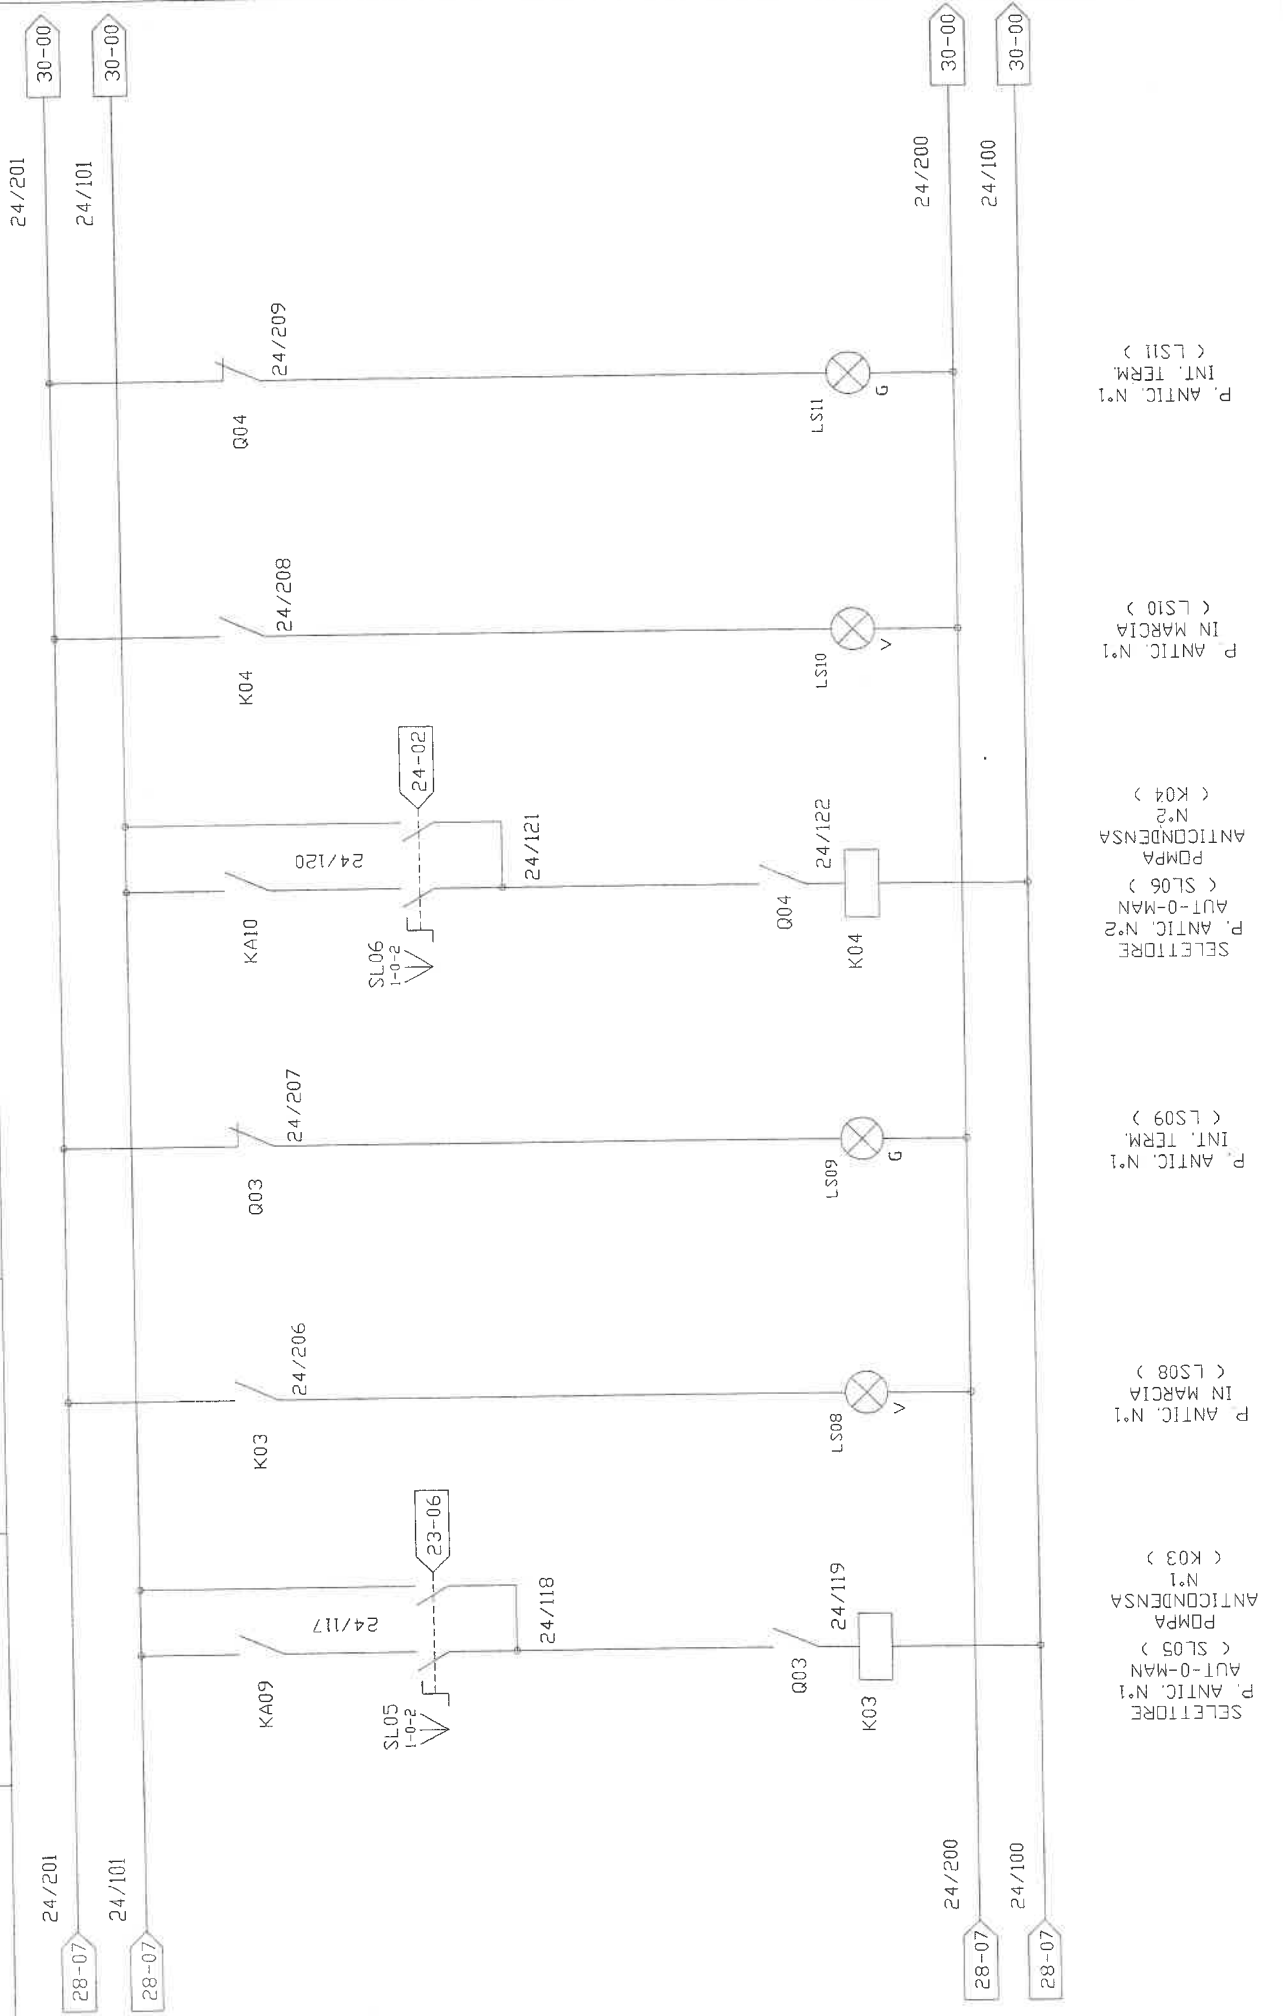 28-07
24/201
24/201
30-00
28-07
24/101
24/101
30-00
KA09
24/117
SL05
1-0-2
23-06
24/118
Q03
24/119
K03
K03
24/206
LS08
V
Q03
24/207
LS09
G
KA10
24/120
SL06
1-0-2
24-02
24/121
Q04
24/122
K04
K04
24/208
LS10
V
Q04
24/209
LS11
G
28-07
24/200
24/200
30-00
28-07
24/100
24/100
30-00
SELETTORE
P. ANTIC. N°1
AUT-O-MAN
( SL05 )
POMPA
ANTICONDENSA
N°1
( K03 )
P. ANTIC. N°1
IN MARCIA
( LS08 )
P. ANTIC. N°1
INT. TERM.
( LS09 )
SELETTORE
P. ANTIC. N°2
AUT-O-MAN
( SL06 )
POMPA
ANTICONDENSA
N°2
( K04 )
P. ANTIC. N°1
IN MARCIA
( LS10 )
P. ANTIC. N°1
INT. TERM.
( LS11 )